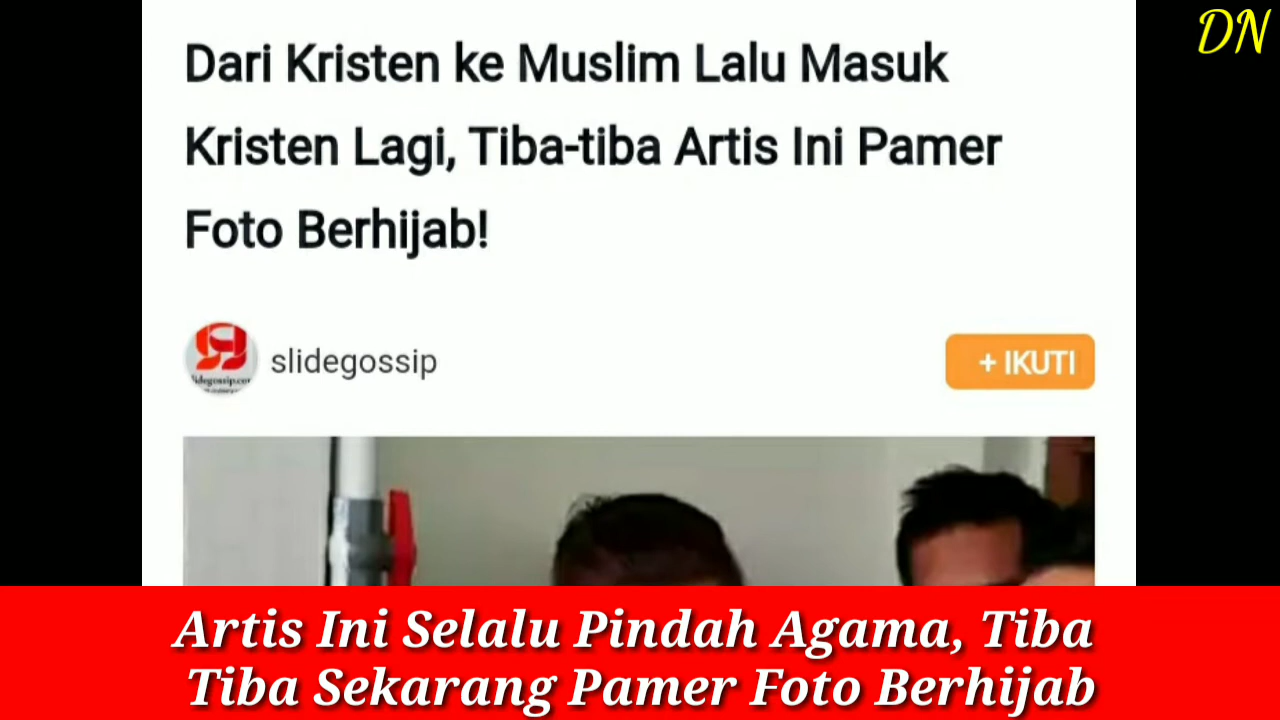 DN
Dari Kristen ke Muslim Lalu Masuk
Kristen Lagi, Tiba-tiba Artis Ini Pamer
Foto Berhijab!
slidegossip
+ IKUTI
Artis Ini Selalu Pindah Agama, Tiba
Tiba Sekarang Pamer Foto Berhijab